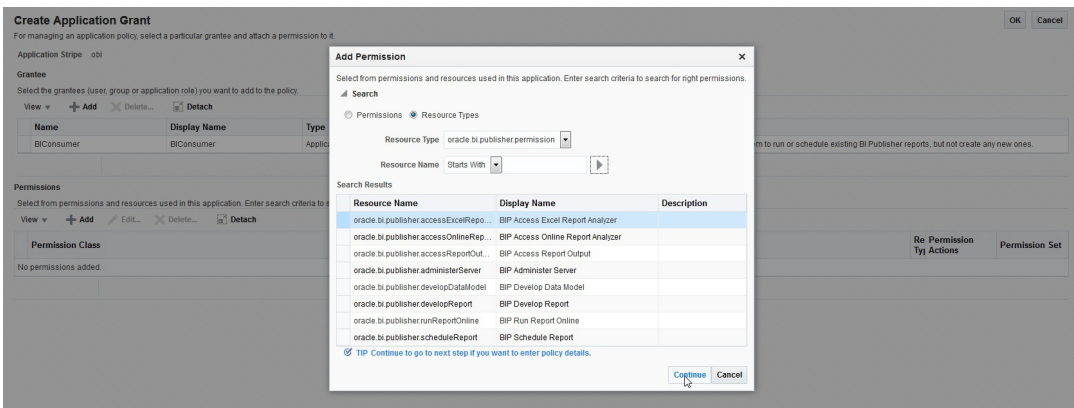 Create Application Grant
OK Cancel
For managing an application policy, select a particular grantee and attach a permission to it.
Application Stripe obi
Grantee
Select the grantees (user, group or application role) you want to add to the policy.
View Add Delete... Detach
Name Display Name Type
BIConsumer BIConsumer Applica
m to run or schedule existing BI Publisher reports, but not create any new ones.
Permissions
Select from permissions and resources used in this application. Enter search criteria to s
View Add Edit... Delete... Detach
Permission Class
Re Permission
Typ Actions
Permission Set
No permissions added.
Add Permission
Select from permissions and resources used in this application. Enter search criteria to search for right permissions.
Search
Permissions Resource Types
Resource Type oracle.bi.publisher.permission
Resource Name Starts With
Search Results
Resource Name Display Name Description
oracle.bi.publisher.accessExcelRepo... BIP Access Excel Report Analyzer
oracle.bi.publisher.accessOnlineRep... BIP Access Online Report Analyzer
oracle.bi.publisher.accessReportOut... BIP Access Report Output
oracle.bi.publisher.administerServer BIP Administer Server
oracle.bi.publisher.developDataModel BIP Develop Data Model
oracle.bi.publisher.developReport BIP Develop Report
oracle.bi.publisher.runReportOnline BIP Run Report Online
oracle.bi.publisher.scheduleReport BIP Schedule Report
TIP Continue to go to next step if you want to enter policy details.
Continue Cancel